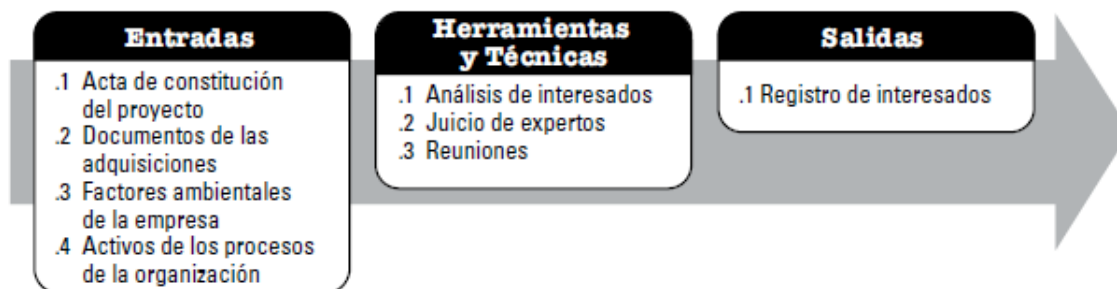 Entradas
.1 Acta de constitución
del proyecto
.2 Documentos de las
adquisiciones
.3 Factores ambientales
de la empresa
.4 Activos de los procesos
de la organización
Herramientas
y Técnicas
.1 Análisis de interesados
.2 Juicio de expertos
.3 Reuniones
Salidas
.1 Registro de interesados